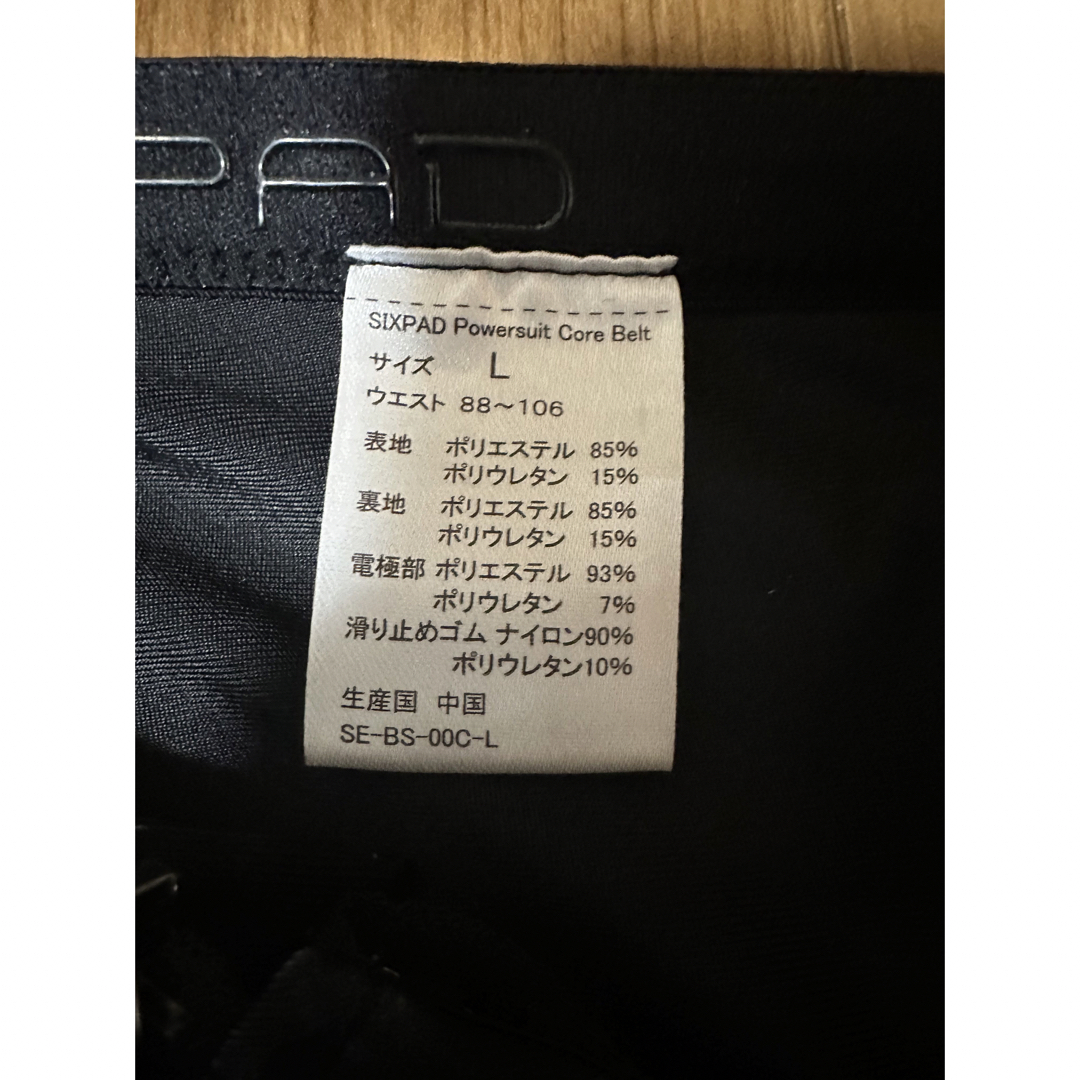 PAD
SIXPAD Powersuit Core Belt
サイズ L
ウエスト 88～106
表地 ポリエステル 85%
ポリウレタン 15%
裏地 ポリエステル 85%
ポリウレタン 15%
電極部 ポリエステル 93%
ポリウレタン 7%
滑り止めゴム ナイロン90%
ポリウレタン10%
生産国 中国
SE-BS-00C-L